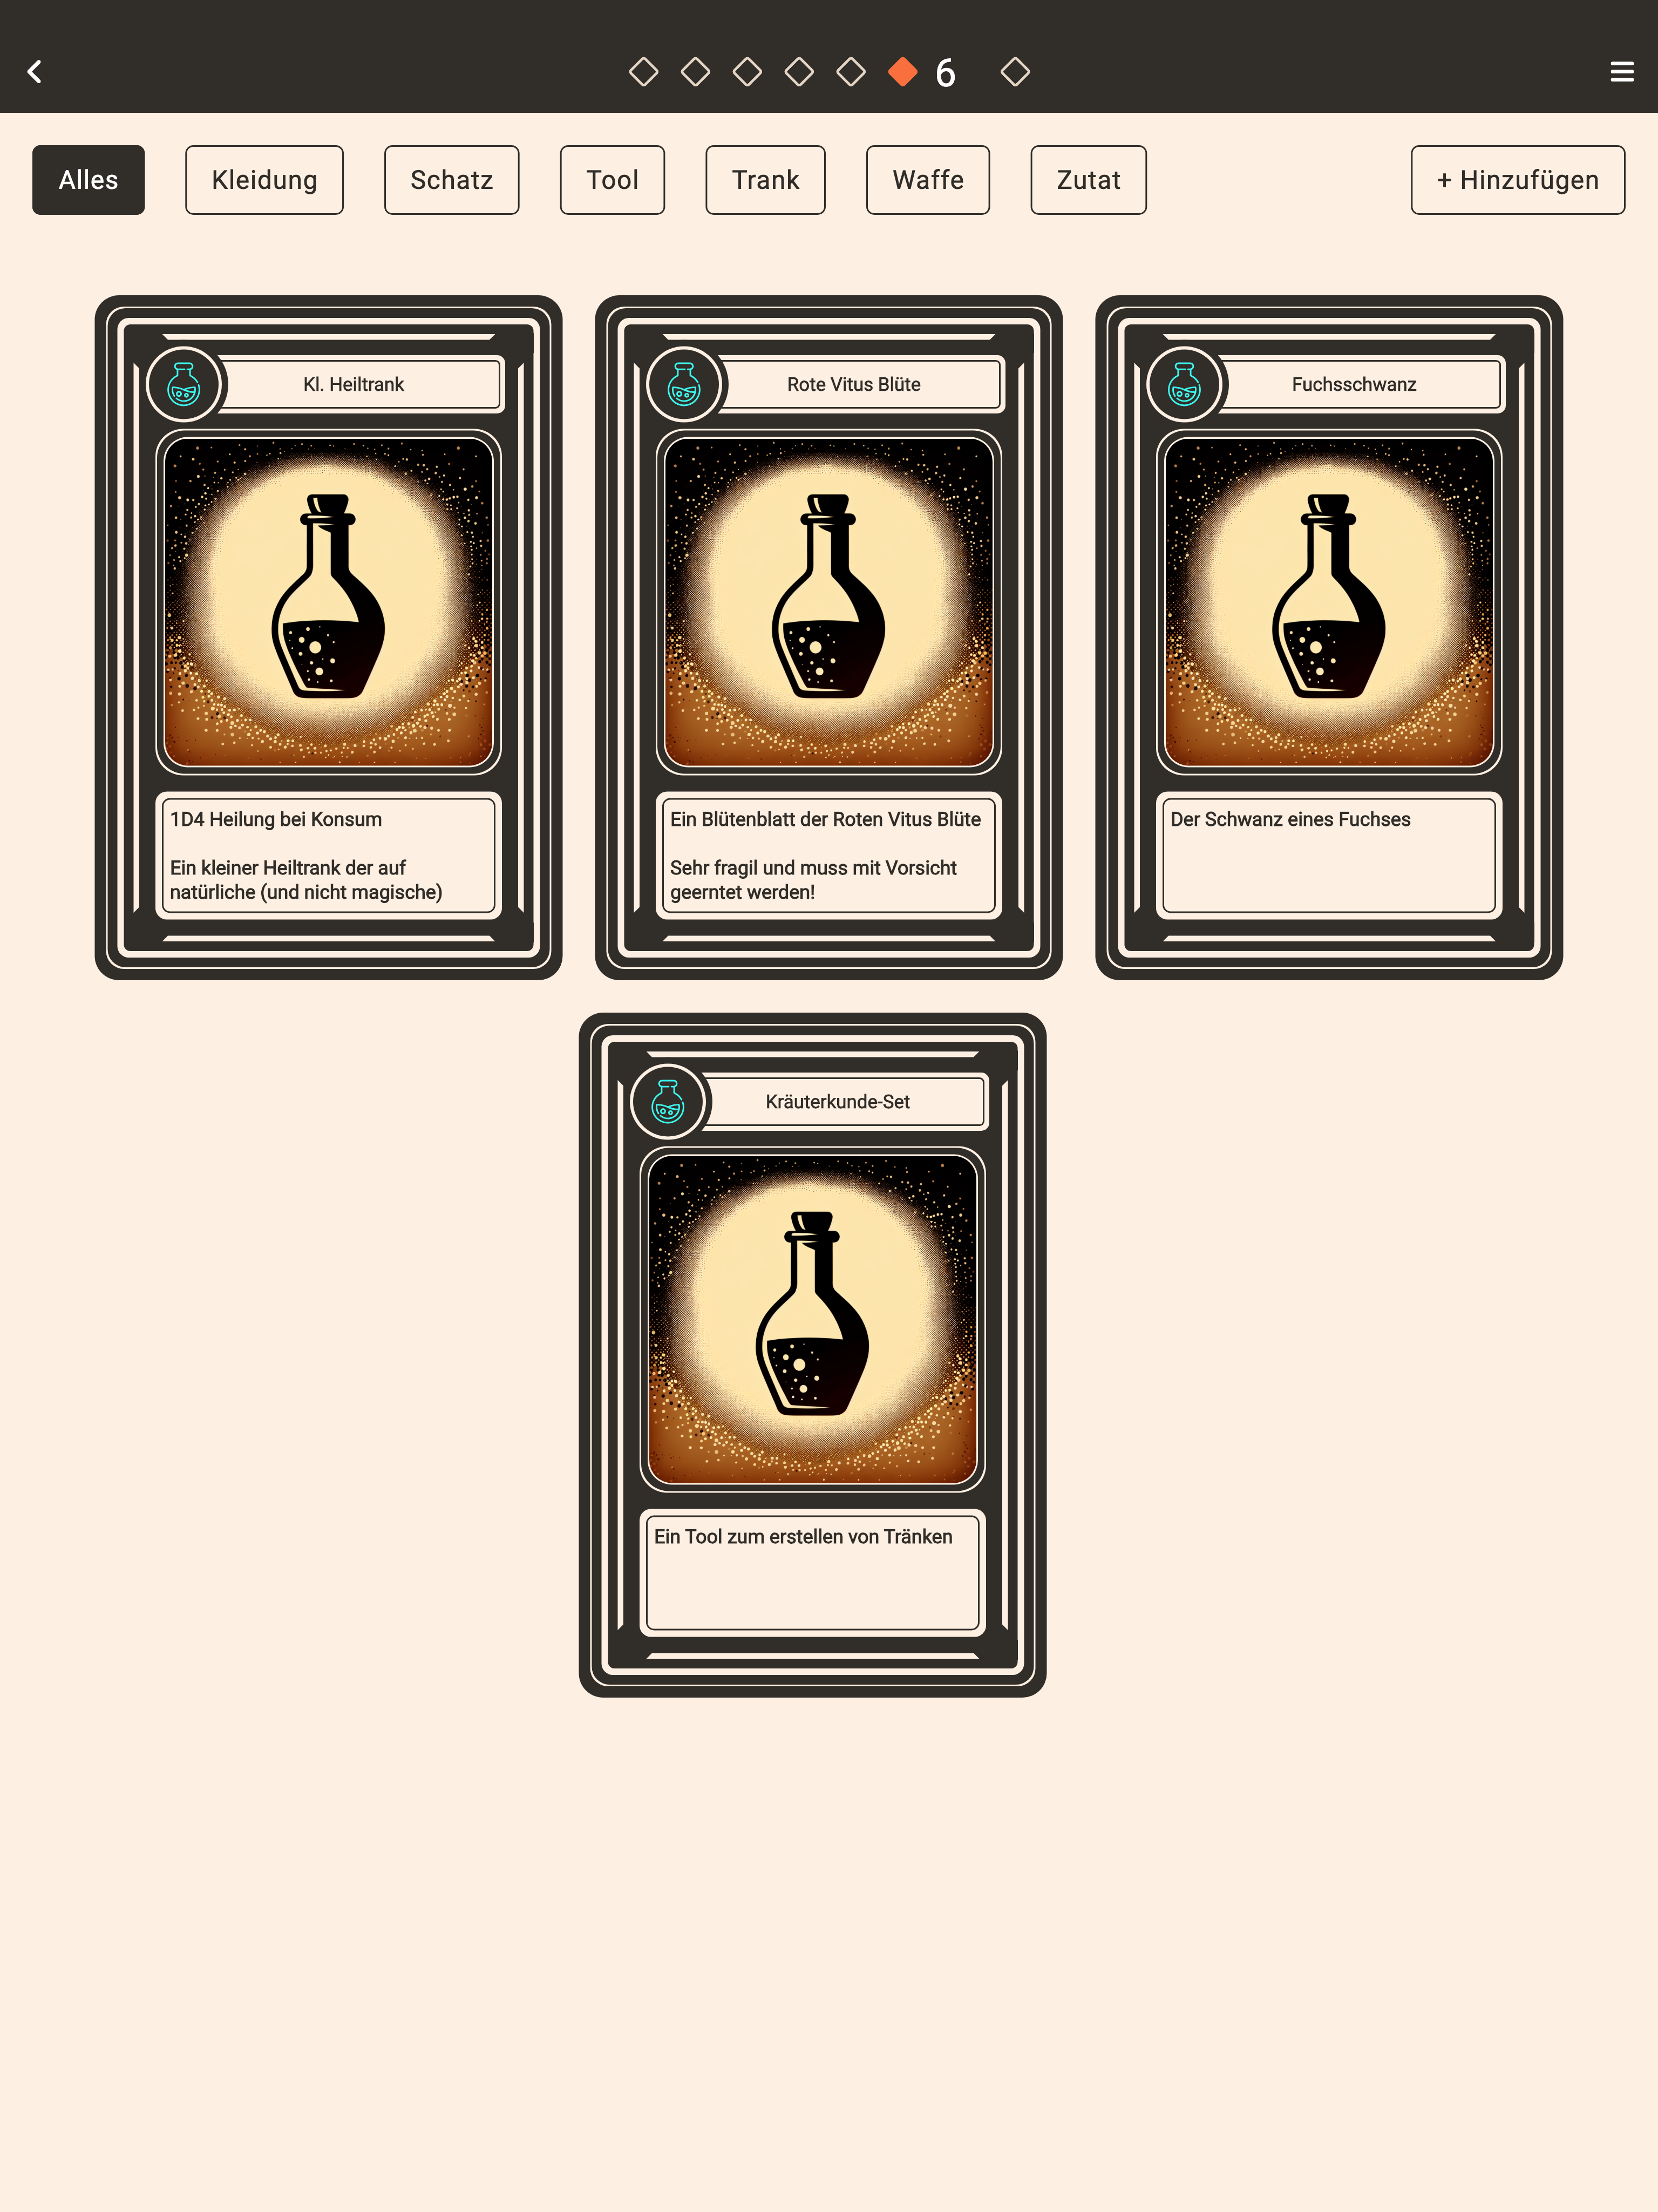 6
Alles
Kleidung
Schatz
Tool
Trank
Waffe
Zutat
+ Hinzufügen
Kl. Heiltrank
1D4 Heilung bei Konsum
Ein kleiner Heiltrank der auf
natürliche (und nicht magische)
Rote Vitus Blüte
Ein Blütenblatt der Roten Vitus Blüte
Sehr fragil und muss mit Vorsicht
geerntet werden!
Fuchsschwanz
Der Schwanz eines Fuchses
Kräuterkunde-Set
Ein Tool zum erstellen von Tränken